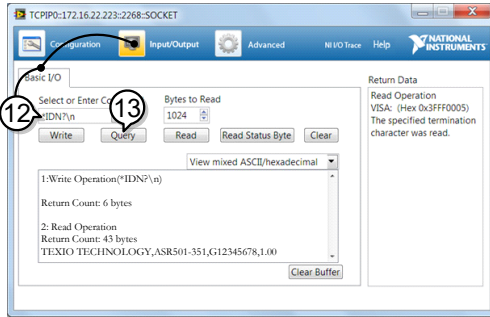 TCPIP0::172.16.22.223::2268::SOCKET
Configuration Input/Output Advanced NI I/O Trace Help NATIONAL INSTRUMENTS
Basic I/O
Return Data
Select or Enter Co
Bytes to Read
12
13
*IDN?\n
1024
Write Query Read Read Status Byte Clear
View mixed ASCII/hexadecimal
1:Write Operation(*IDN?\n)
Return Count: 6 bytes
2: Read Operation
Return Count: 43 bytes
TEXIO TECHNOLOGY,ASR501-351,G12345678,1.00
Clear Buffer
Read Operation
VISA: (Hex 0x3FFF0005)
The specified termination
character was read.